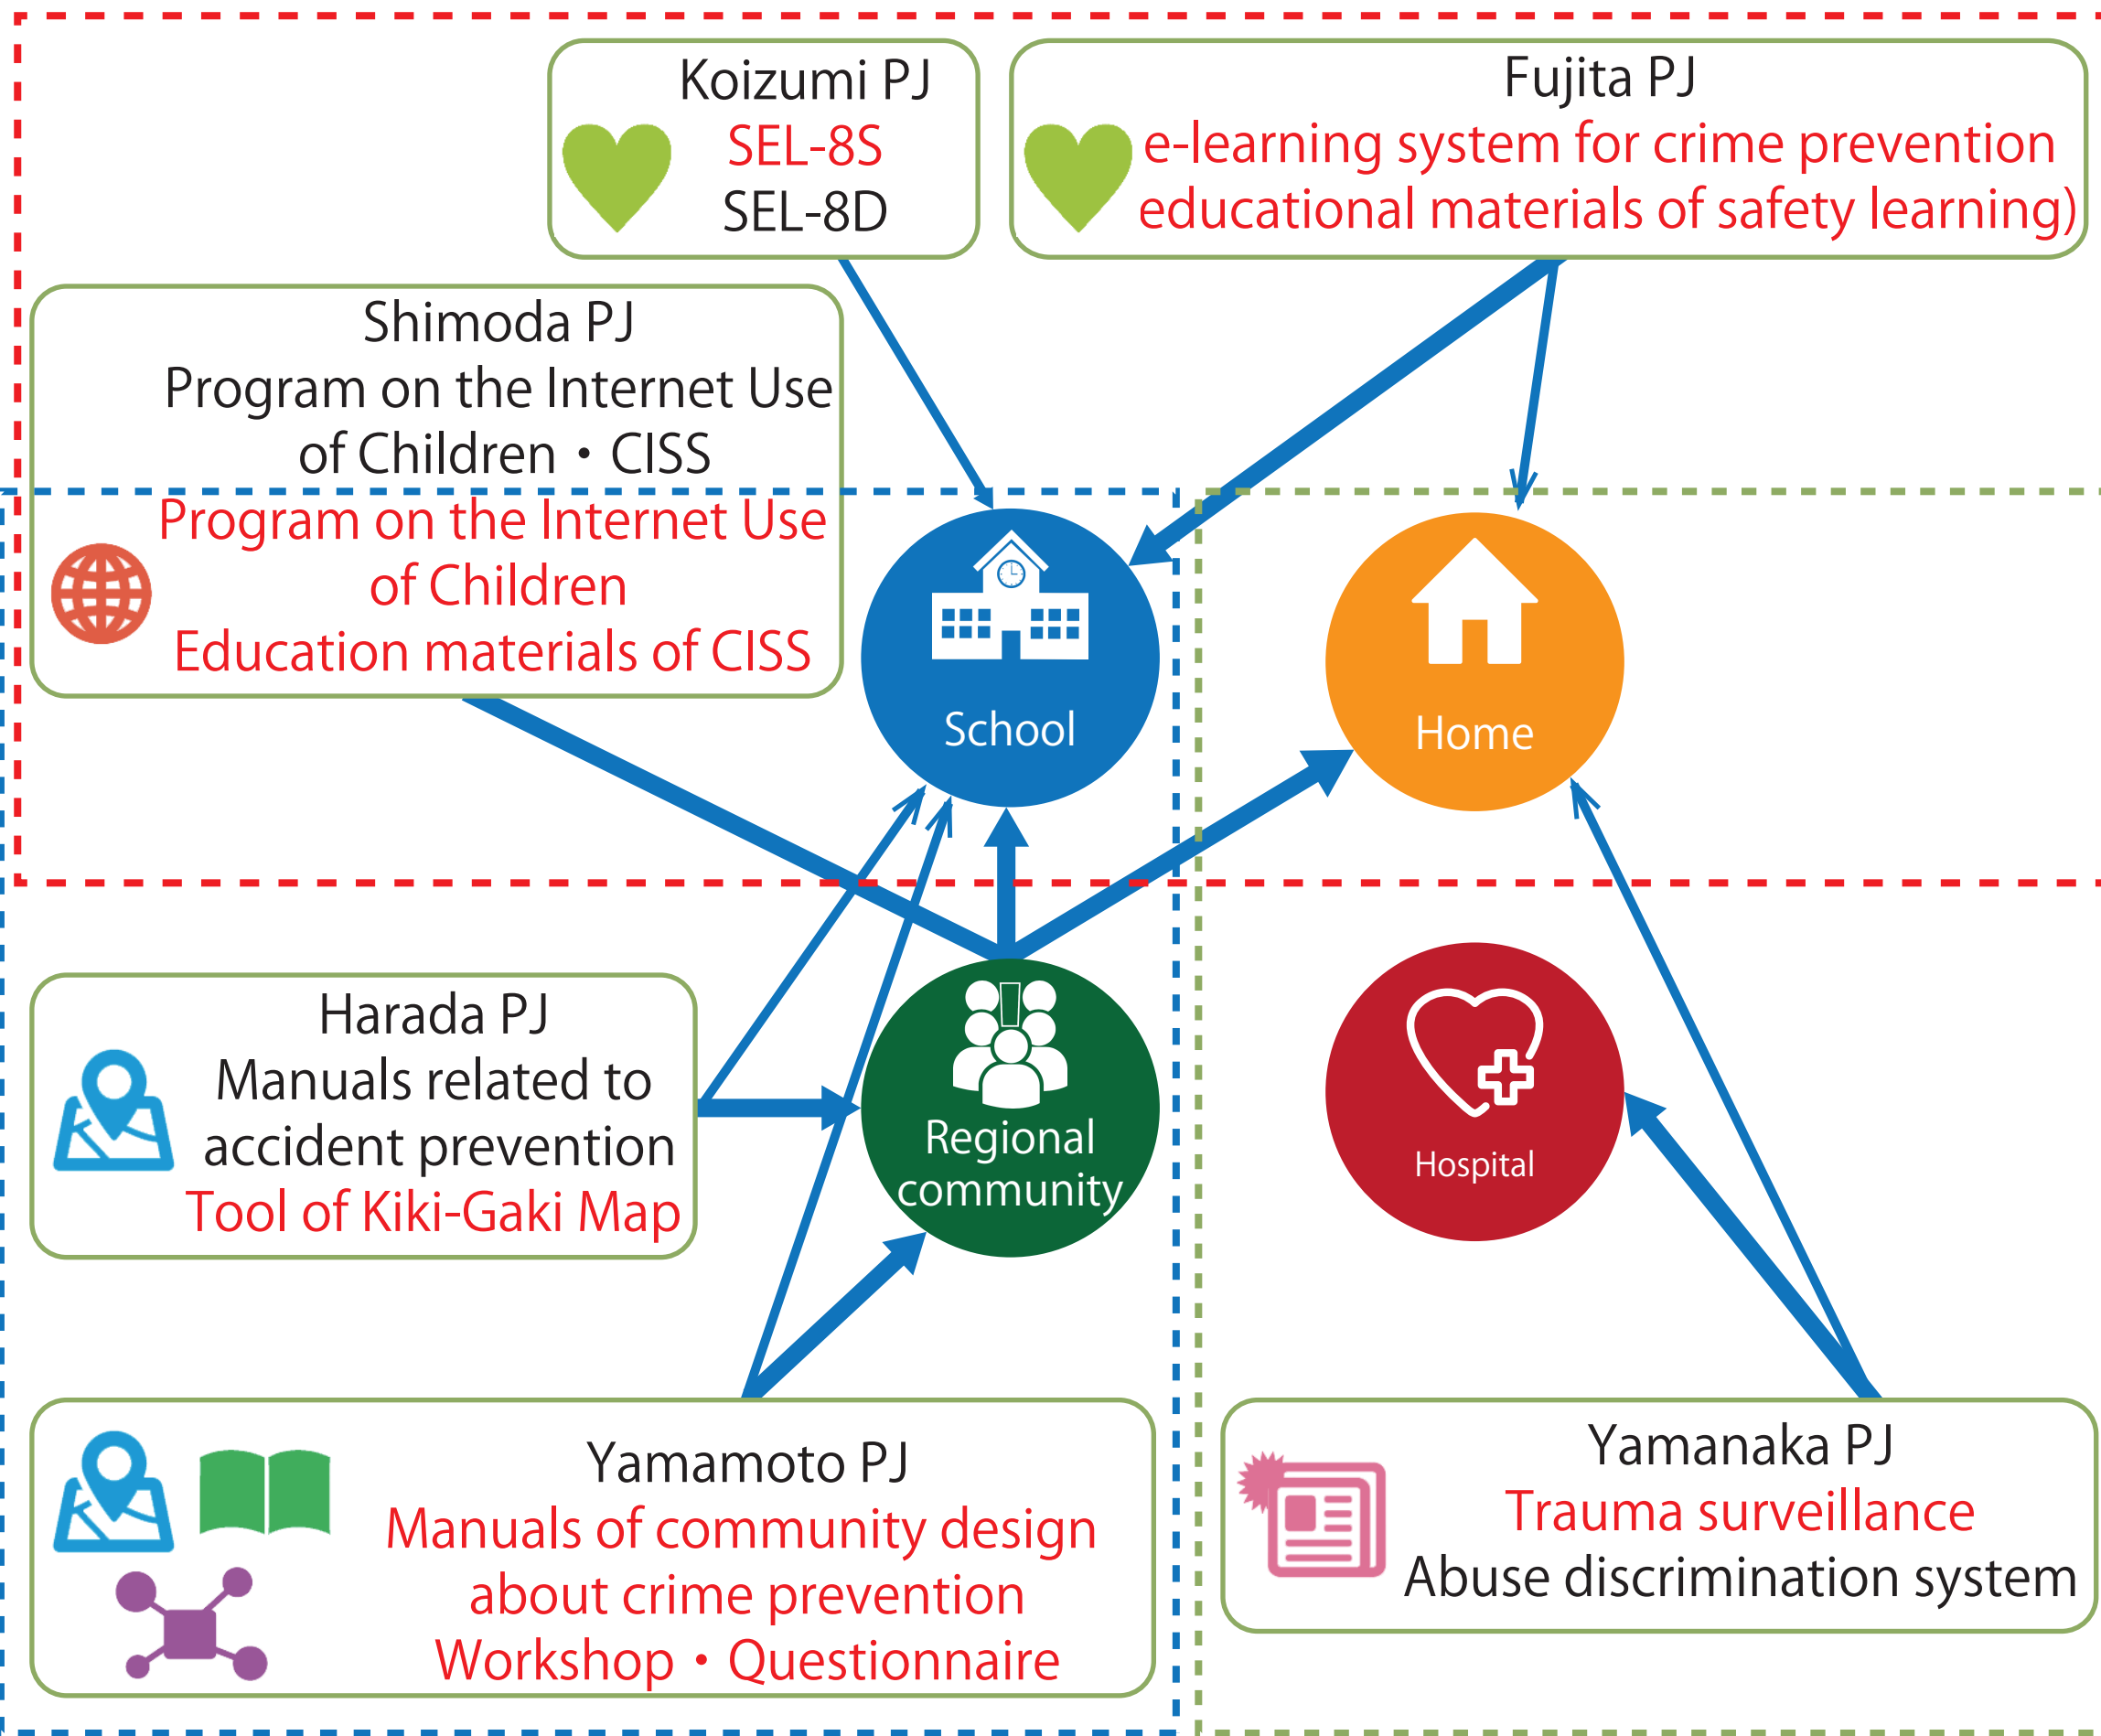 Koizumi PJ
SEL-8S
SEL-8D
Fujita PJ
e-learning system for crime prevention
educational materials of safety learning)
Shimoda PJ
Program on the Internet Use
of Children・CISS
Program on the Internet Use
of Children
Education materials of CISS
School
Home
Harada PJ
Manuals related to
accident prevention
Tool of Kiki-Gaki Map
Regional
community
Hospital
Yamamoto PJ
Manuals of community design
about crime prevention
Workshop・Questionnaire
Yamanaka PJ
Trauma surveillance
Abuse discrimination system